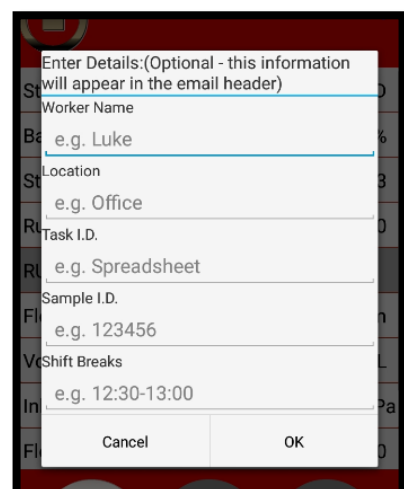 Enter Details:(Optional - this information
will appear in the email header)
Worker Name
e.g. Luke
Location
e.g. Office
Task I.D.
e.g. Spreadsheet
Sample I.D.
e.g. 123456
Shift Breaks
e.g. 12:30-13:00
Cancel OK